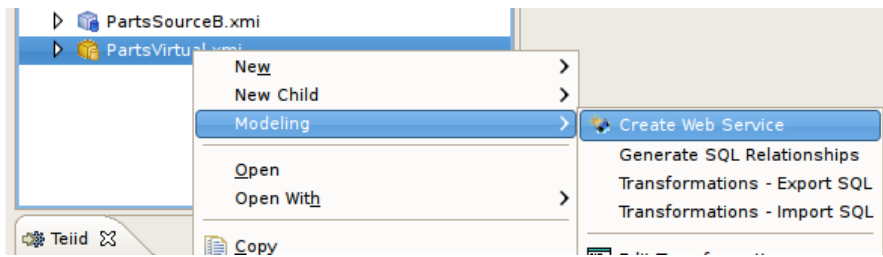 PartsSourceB.xmi
PartsVirtual.xmi
New
New Child
Modeling
Create Web Service
Generate SQL Relationships
Transformations - Export SQL
Transformations - Import SQL
Open
Open With
Teiid
Copy